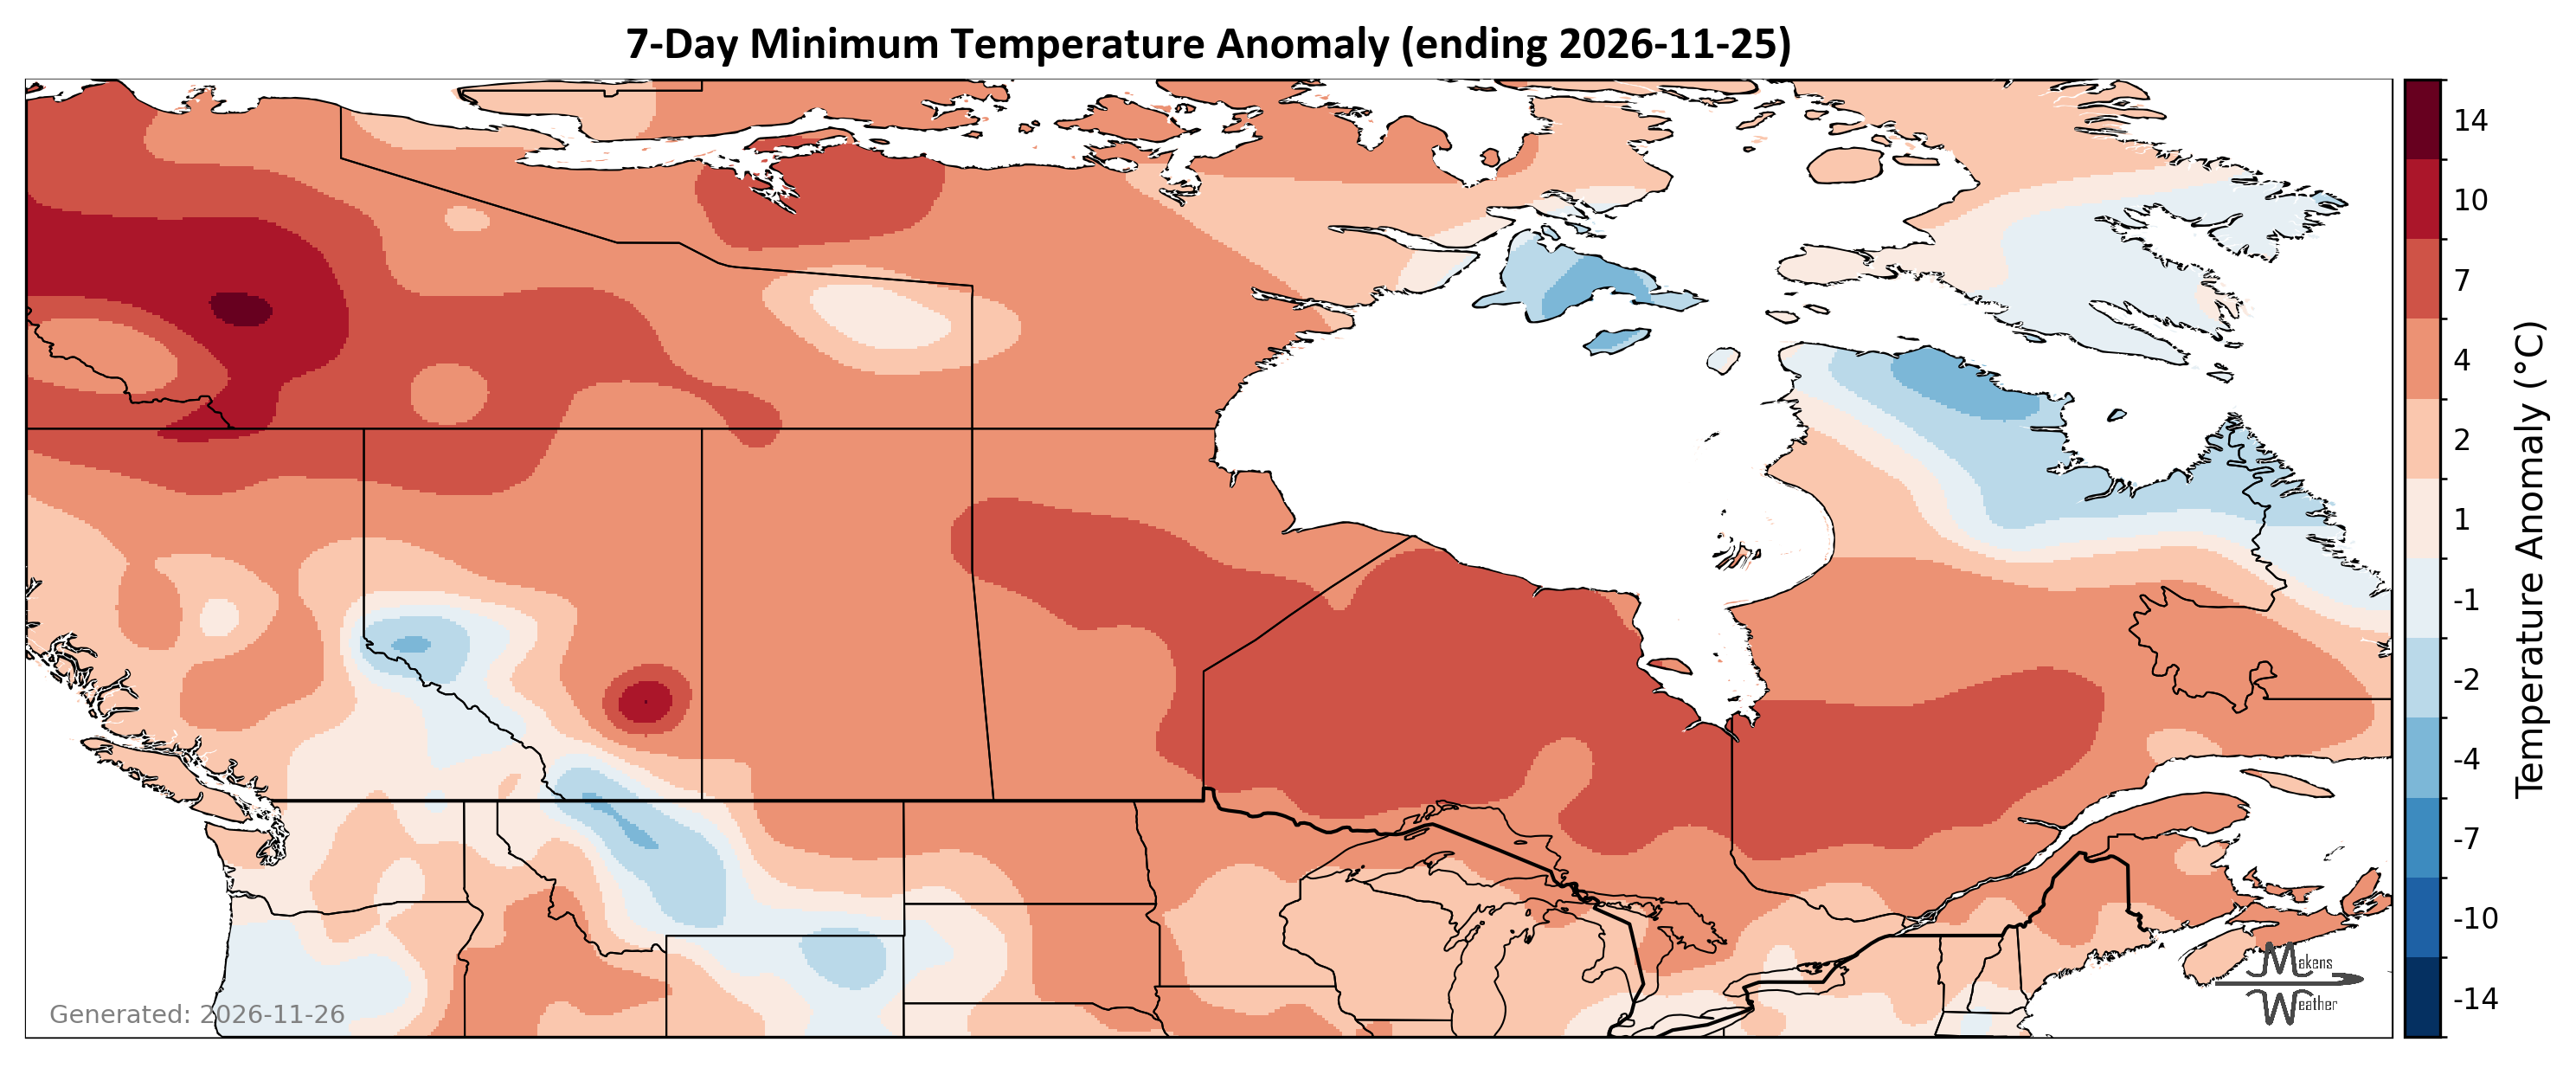 7-Day Minimum Temperature Anomaly (ending 2026-11-25)
14
10
7
4
2
1
-1
-2
-4
-7
-10
-14
Temperature Anomaly (°C)
Makens
Weather
Generated: 2026-11-26